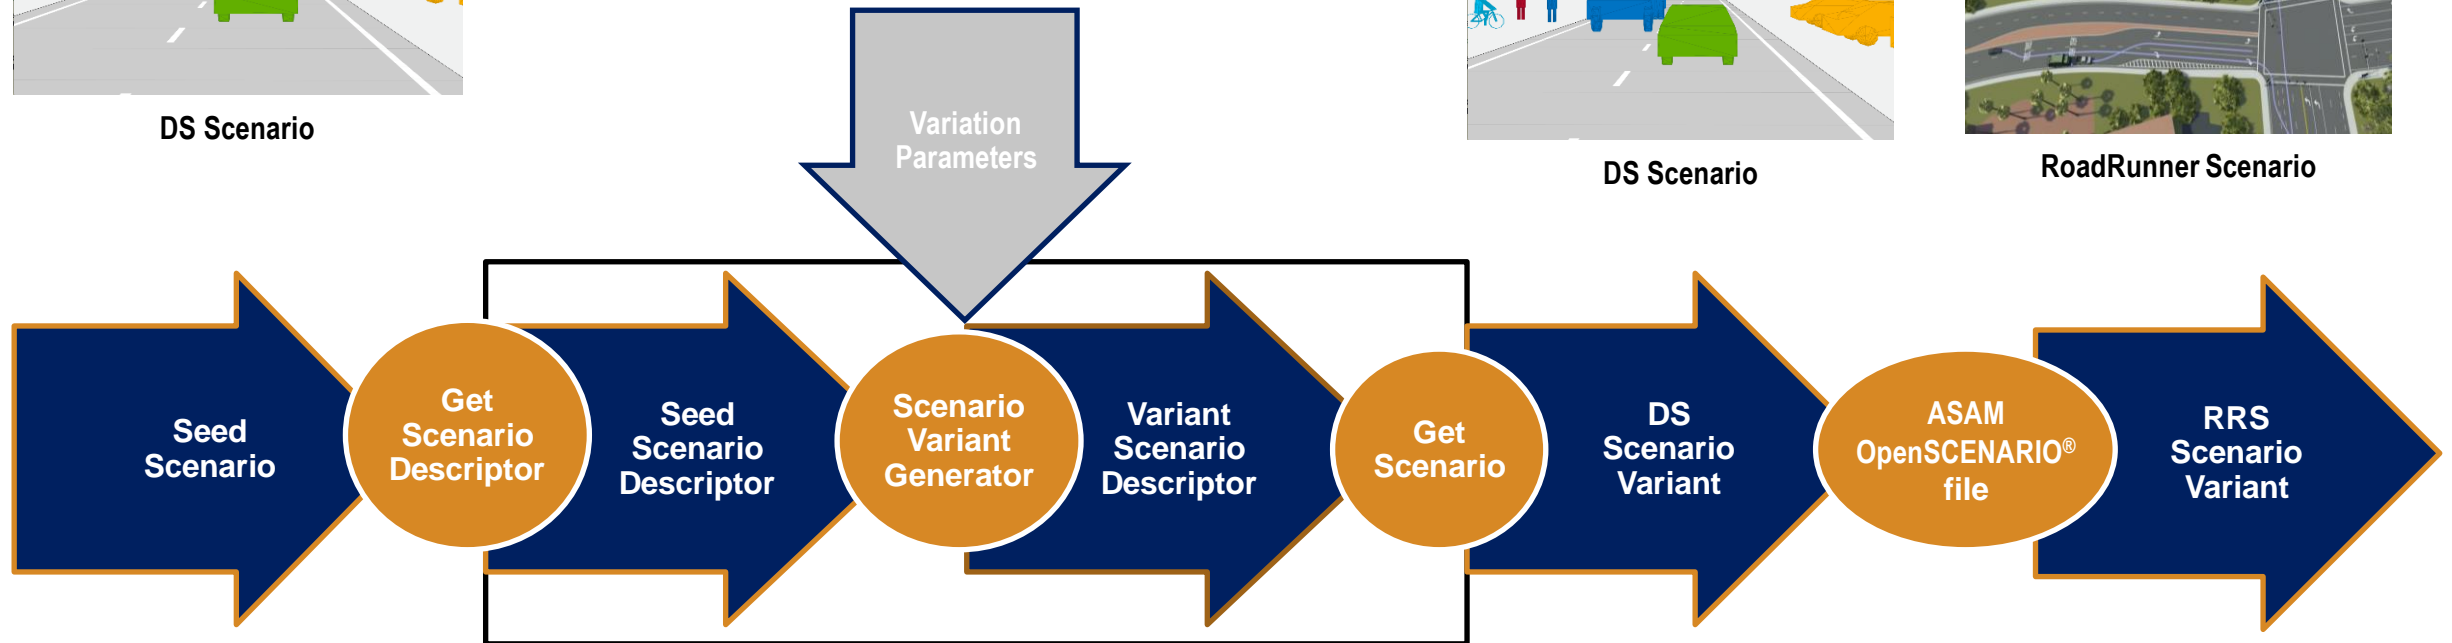 DS Scenario
Variation
Parameters
DS Scenario
RoadRunner Scenario
Seed
Scenario
Get
Scenario
Descriptor
Seed
Scenario
Descriptor
Scenario
Variant
Generator
Variant
Scenario
Descriptor
Get
Scenario
DS
Scenario
Variant
ASAM
OpenSCENARIO®
file
RRS
Scenario
Variant